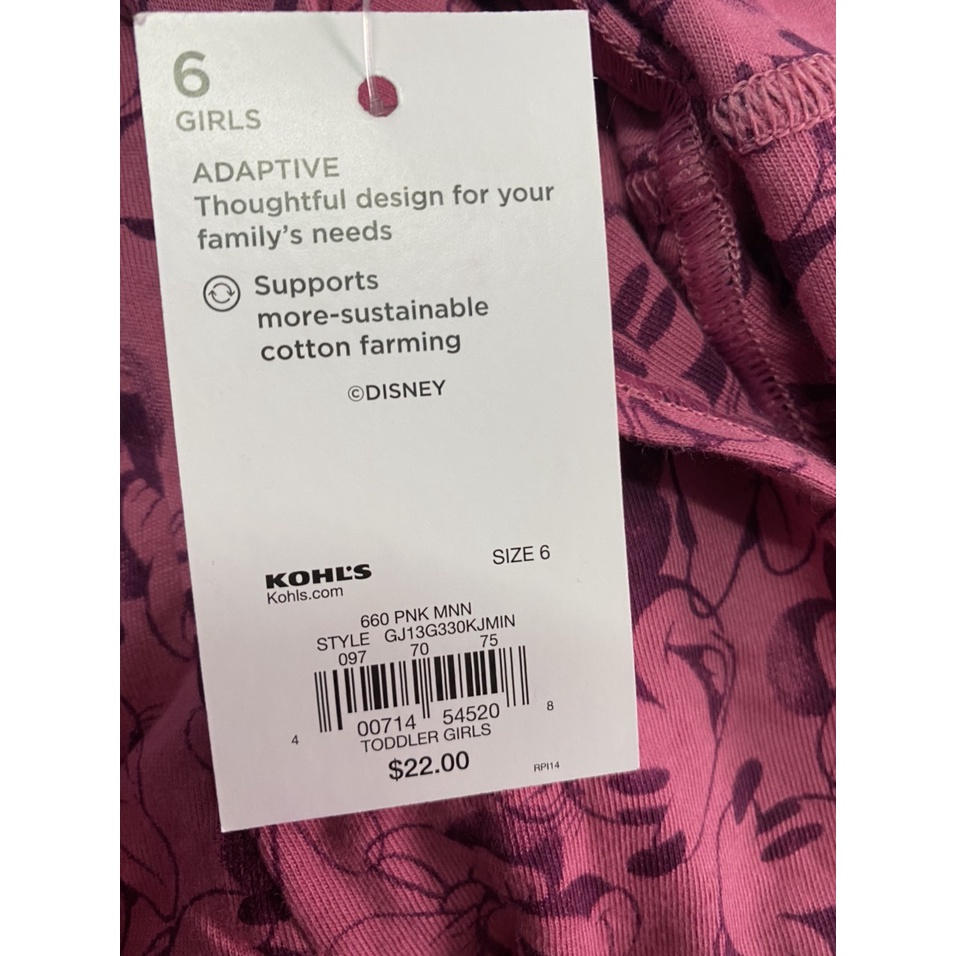 6
GIRLS
ADAPTIVE
Thoughtful design for your
family's needs
Supports
more-sustainable
cotton farming
©DISNEY
KOHL'S
Kohls.com
SIZE 6
660 PNK MNN
STYLE GJ13G330KJMIN
097 70 75
4 00714 54520 8
TODDLER GIRLS
$22.00
RPI14